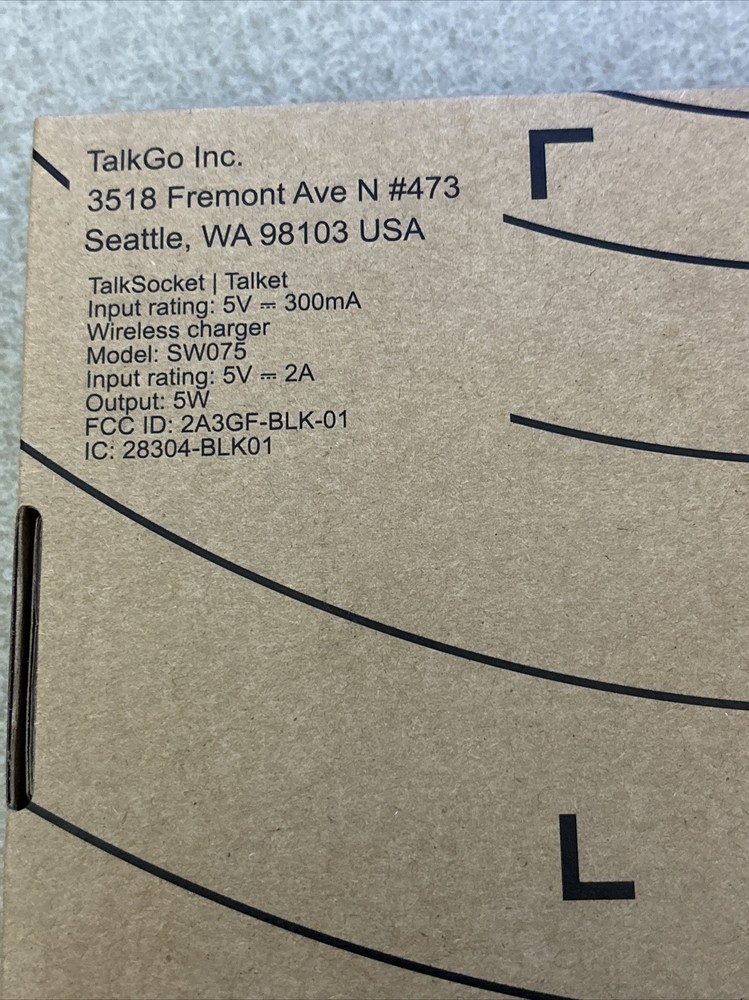 TalkGo Inc.
3518 Fremont Ave N #473
Seattle, WA 98103 USA
TalkSocket | Talket
Input rating: 5V ⎓ 300mA
Wireless charger
Model: SW075
Input rating: 5V ⎓ 2A
Output: 5W
FCC ID: 2A3GF-BLK-01
IC: 28304-BLK01